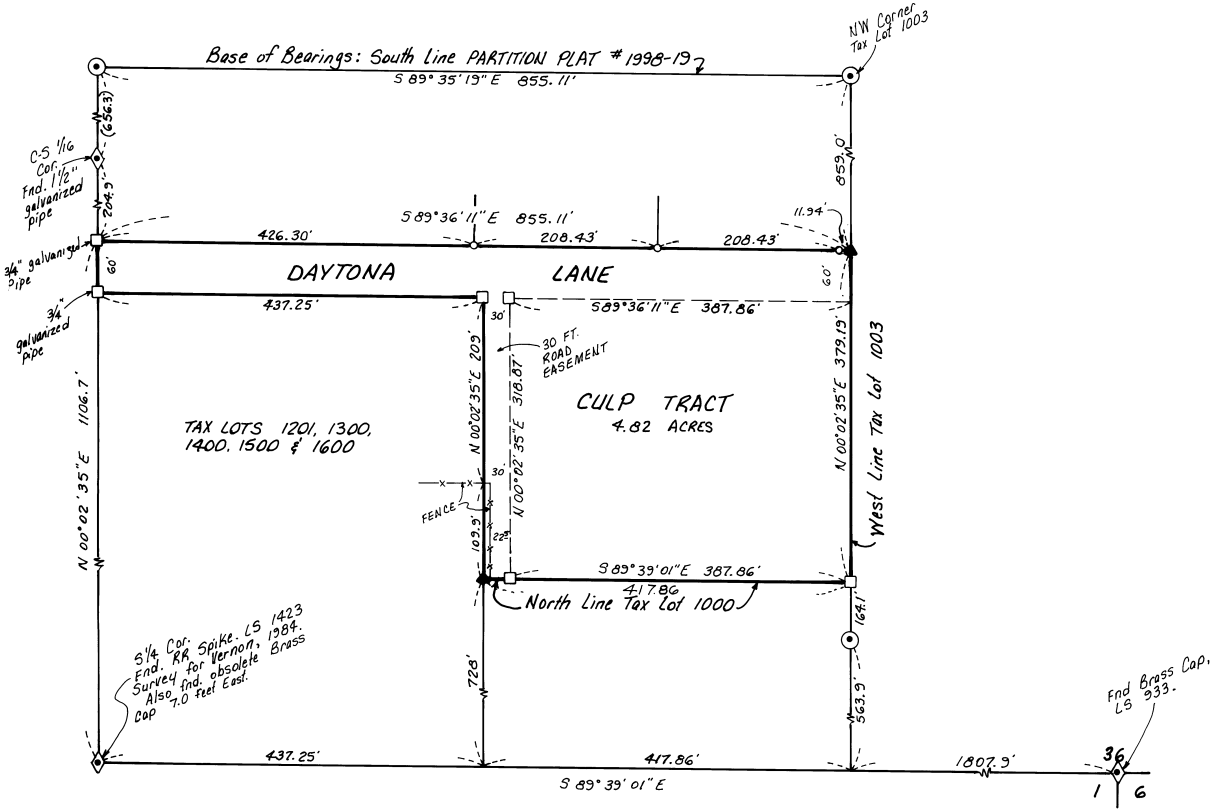 NW Corner
Tax Lot 1003
Base of Bearings: South Line PARTITION PLAT #1998-19
S 89°35'19"E 855.11'
(656.3)
C-S 1/16
Cor.
Fnd. 1 1/2"
galvanized
pipe
204.9'
859.0'
S 89°36'11"E 855.11'
11.94'
426.30'
208.43'
208.43'
3/4" galvanized
Pipe
60'
DAYTONA LANE
60'
437.25'
30'
S89°36'11"E 387.86'
3/4"
galvanized
pipe
30 FT.
ROAD
EASEMENT
N 00°02'35"E 209'
N 00°02'35"E 318.87'
N 00°02'35"E 379.19'
West Line Tax Lot 1003
N 00°02'35"E 1106.7'
CULP TRACT
4.82 ACRES
TAX LOTS 1201, 1300,
1400, 1500 & 1600
30'
FENCE
109.9'
22⁵
S 89°39'01"E 387.86'
417.86
North Line Tax Lot 1000
164.1'
S 1/4 Cor.
Fnd. RR Spike. LS 1423
Survey for Vernon, 1984.
Also fnd. obsolete Brass
Cap 7.0 feet East.
728'
563.9'
Fnd Brass Cap,
LS 933.
437.25'
417.86'
1807.9'
S 89°39'01"E
36
1 6